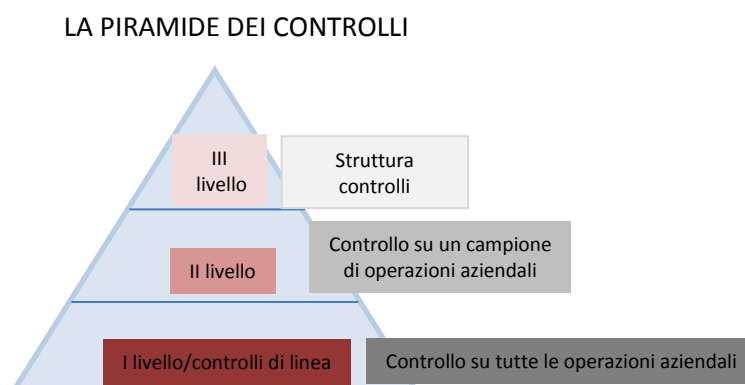 LA PIRAMIDE DEI CONTROLLI
III
livello
Struttura
controlli
II livello
Controllo su un campione
di operazioni aziendali
I livello/controlli di linea
Controllo su tutte le operazioni aziendali